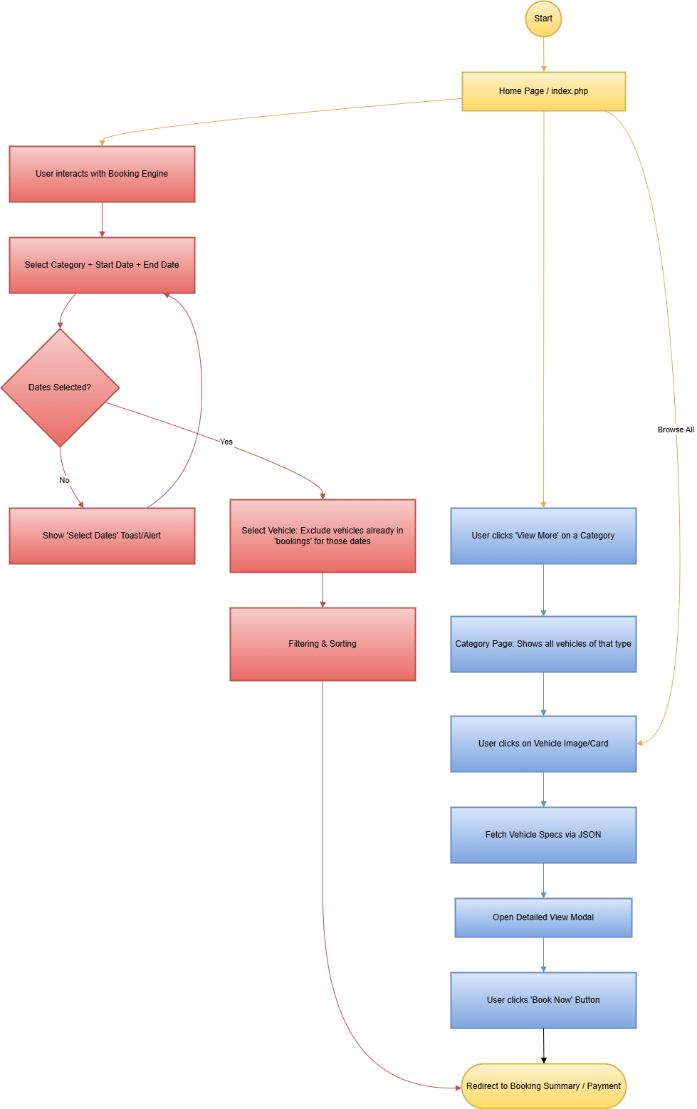 Start
Home Page / index.php
User interacts with Booking Engine
Select Category + Start Date + End Date
Dates Selected?
Browse All
Yes
No
Show 'Select Dates' Toast/Alert
Select Vehicle: Exclude vehicles already in
'bookings' for those dates
User clicks 'View More' on a Category
Filtering & Sorting
Category Page: Shows all vehicles of that type
User clicks on Vehicle Image/Card
Fetch Vehicle Specs via JSON
Open Detailed View Modal
User clicks 'Book Now' Button
Redirect to Booking Summary / Payment